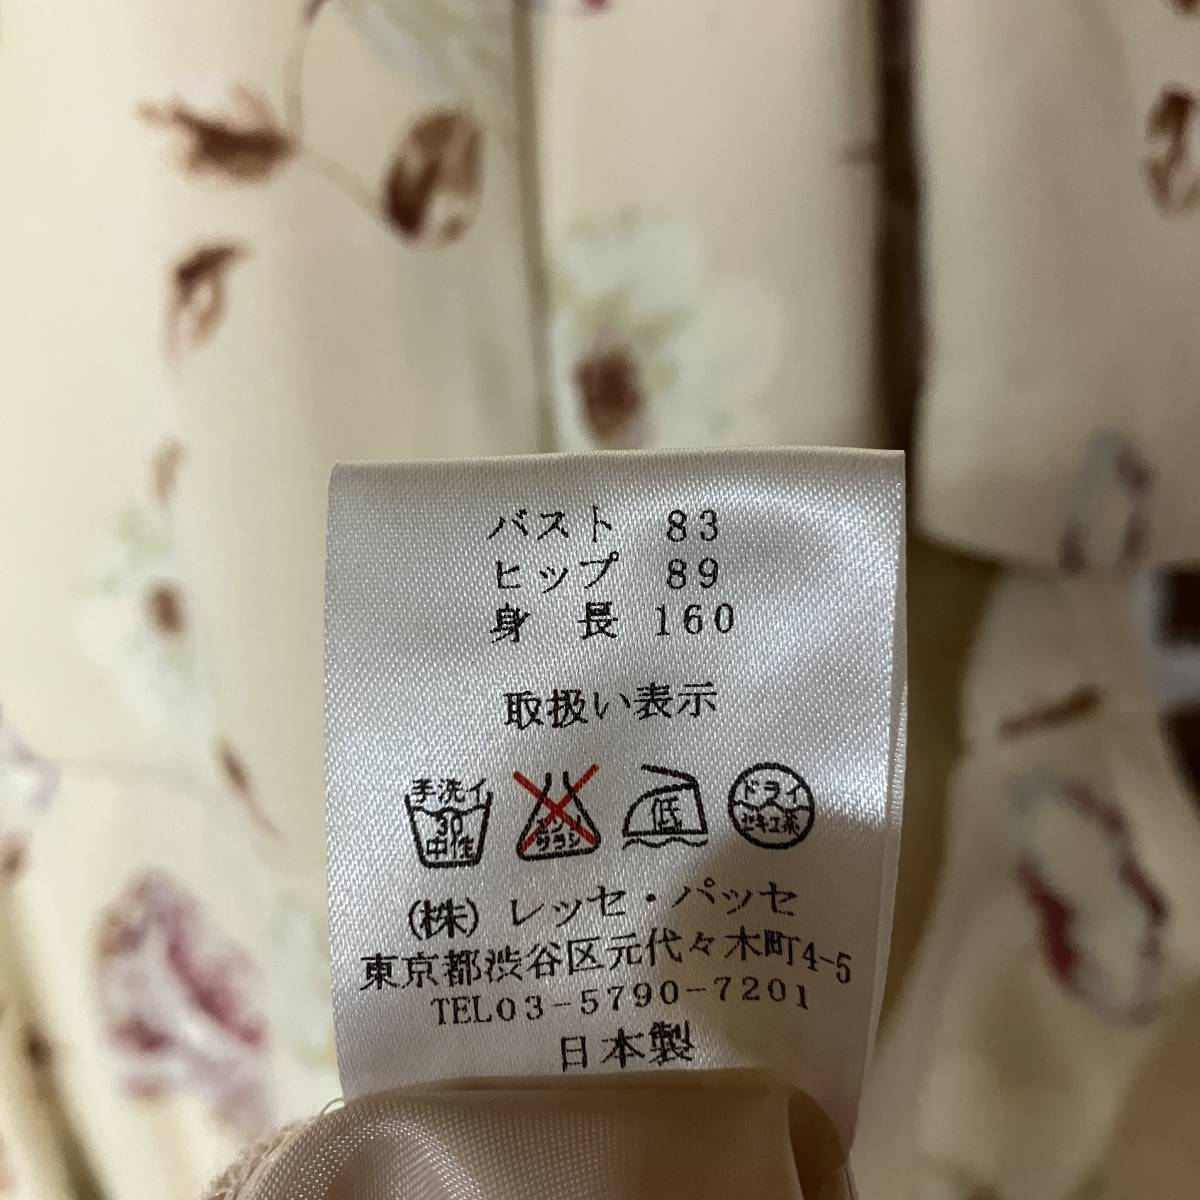 バスト 83
ヒップ 89
身 長 160
取扱い表示
手洗イ
30
中性
エンソ
サラシ
低
ドライ
セキユ系
(株) レッセ・パッセ
東京都渋谷区元代々木町4-5
TEL03-5790-7201
日本製